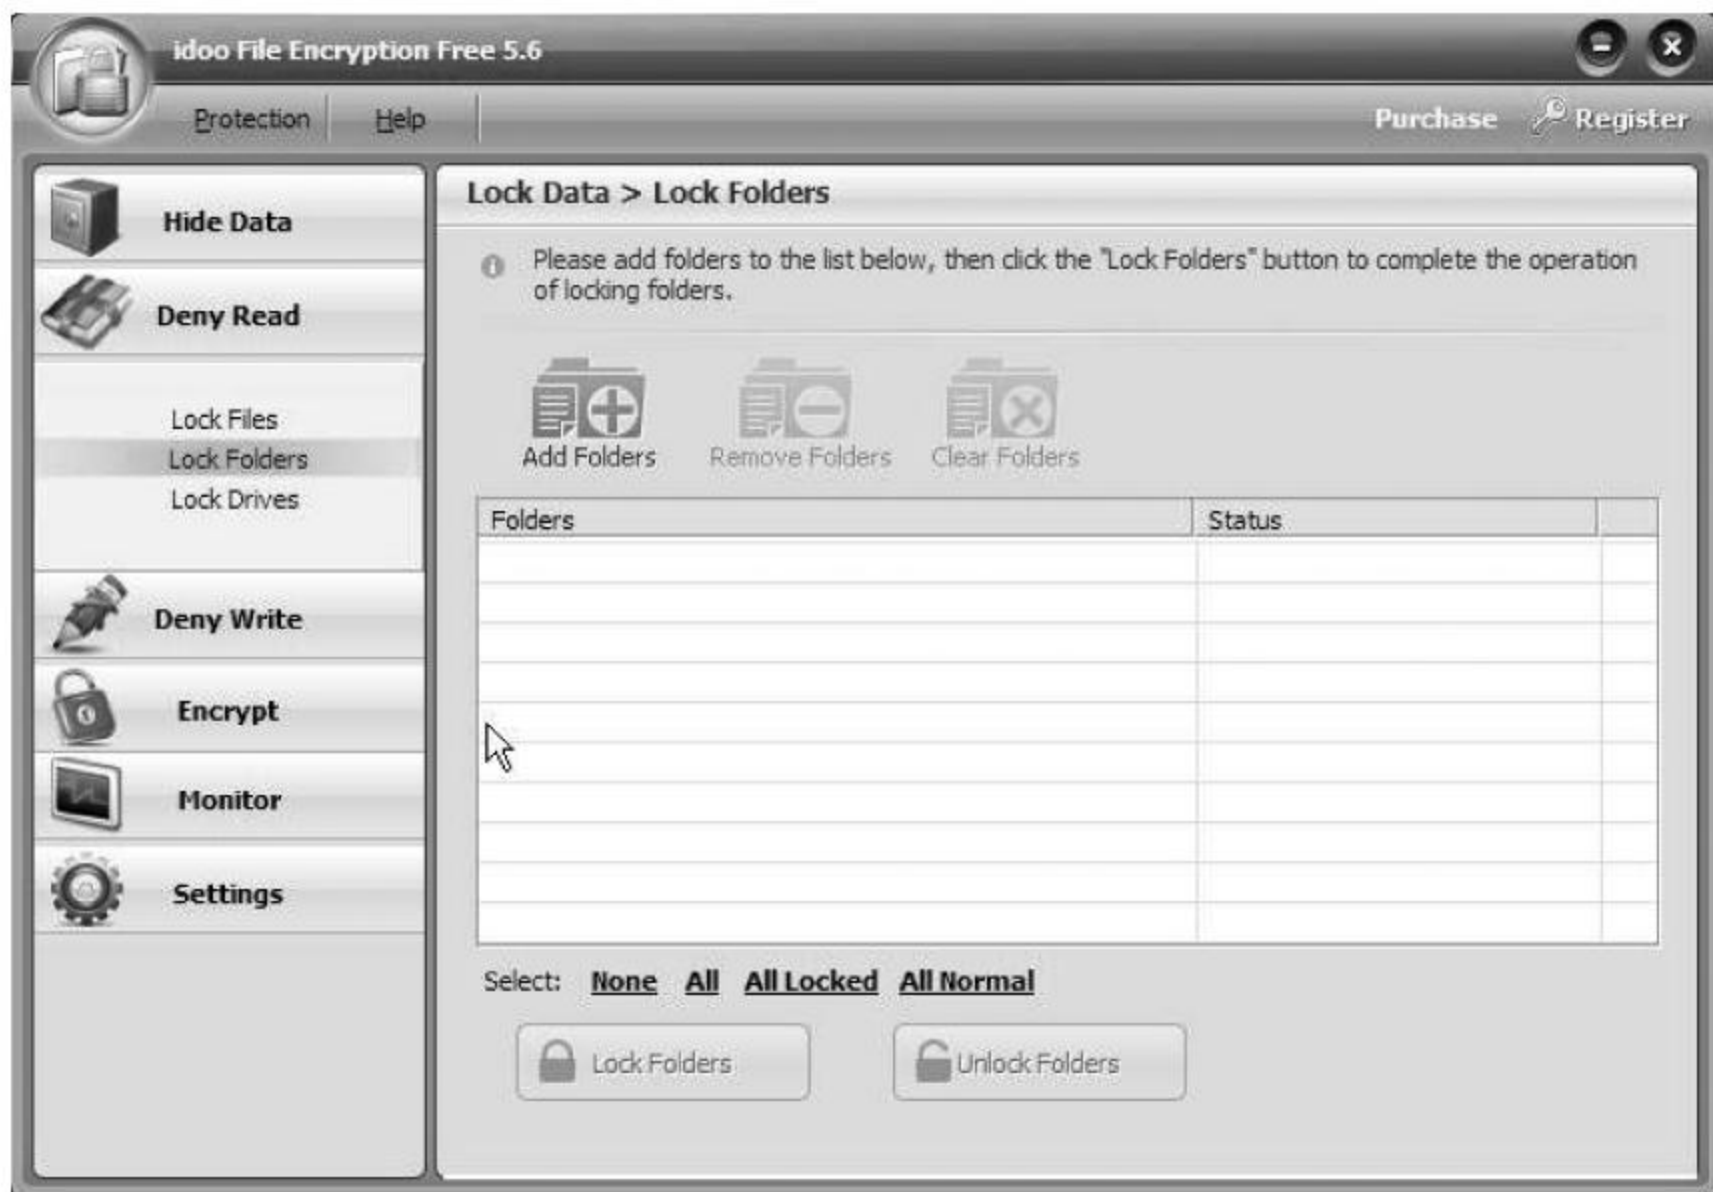 idoo File Encryption Free 5.6
Protection Help Purchase Register
Hide Data
Deny Read
Lock Files
Lock Folders
Lock Drives
Deny Write
Encrypt
Monitor
Settings
Lock Data > Lock Folders
Please add folders to the list below, then click the "Lock Folders" button to complete the operation
of locking folders.
Add Folders Remove Folders Clear Folders
Folders Status
Select: None All All Locked All Normal
Lock Folders Unlock Folders